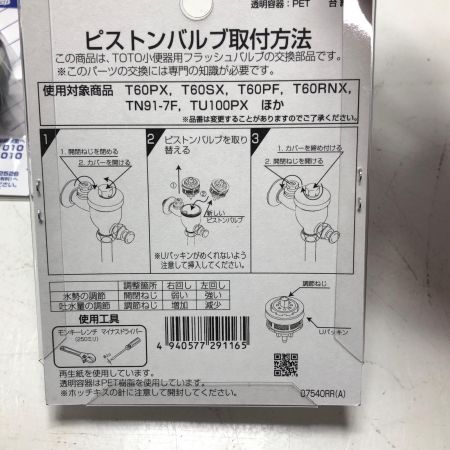 透明容器：PET
ピストンバルブ取付方法
この商品は、TOTO小便器用フラッシュバルブの交換部品です。
※このパーツの交換には専門の知識が必要です。
使用対象商品 T60PX, T60SX, T60PF, T60RNX,
TN91-7F, TU100PX ほか
※品番は変更することがありますのでご了承ください。
1
1. 開閉ねじを閉める
2. カバーを開ける
2
ピストンバルブを取り
替える
①
②
新しい
ピストンバルブ
※Uパッキンがめくれないよう
注意して挿入してください。
3
1. カバーを締め付ける
2. 開閉ねじを開ける
調整箇所 右回し 左回し
水勢の調節 開閉ねじ 弱い 強い
吐水量の調節 調節ねじ 増加 減少
使用工具
モンキーレンチ マイナスドライバー
(250ミリ)
4 940577 291165
調節ねじ
Uパッキン
再生紙を使用しています。
透明容器はPET樹脂を使用しています。
※ホッチキスの針に注意して開封してください。
07540RR(A)